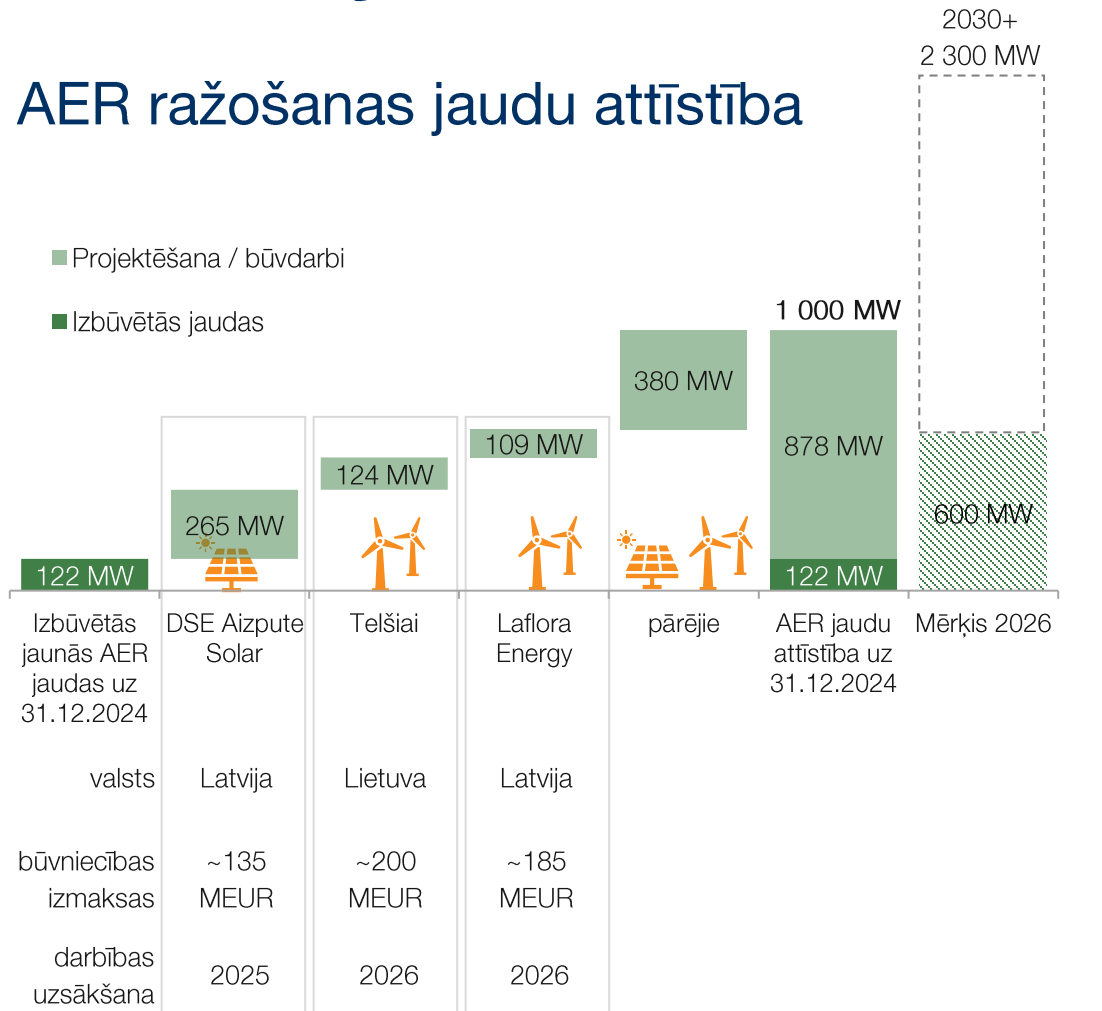 2030+
2 300 MW
AER ražošanas jaudu attīstība
Projektēšana / būvdarbi
Izbūvētās jaudas
1 000 MW
380 MW
109 MW
878 MW
124 MW
265 MW
600 MW
122 MW
122 MW
Izbūvētās
jaunās AER
jaudas uz
31.12.2024
DSE Aizpute
Solar
Telšiai
Laflora
Energy
pārējie
AER jaudu
attīstība uz
31.12.2024
Mērķis 2026
valsts
Latvija
Lietuva
Latvija
būvniecības
izmaksas
~135
MEUR
~200
MEUR
~185
MEUR
darbības
uzsākšana
2025
2026
2026